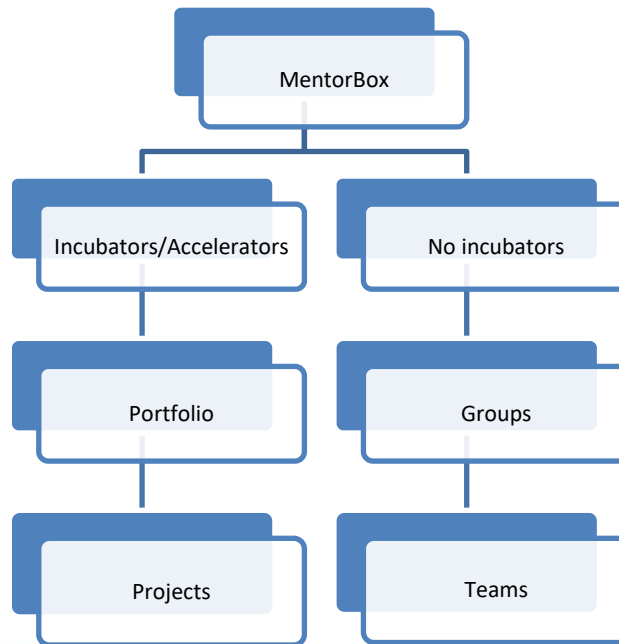 MentorBox
Incubators/Accelerators
No incubators
Portfolio
Groups
Projects
Teams